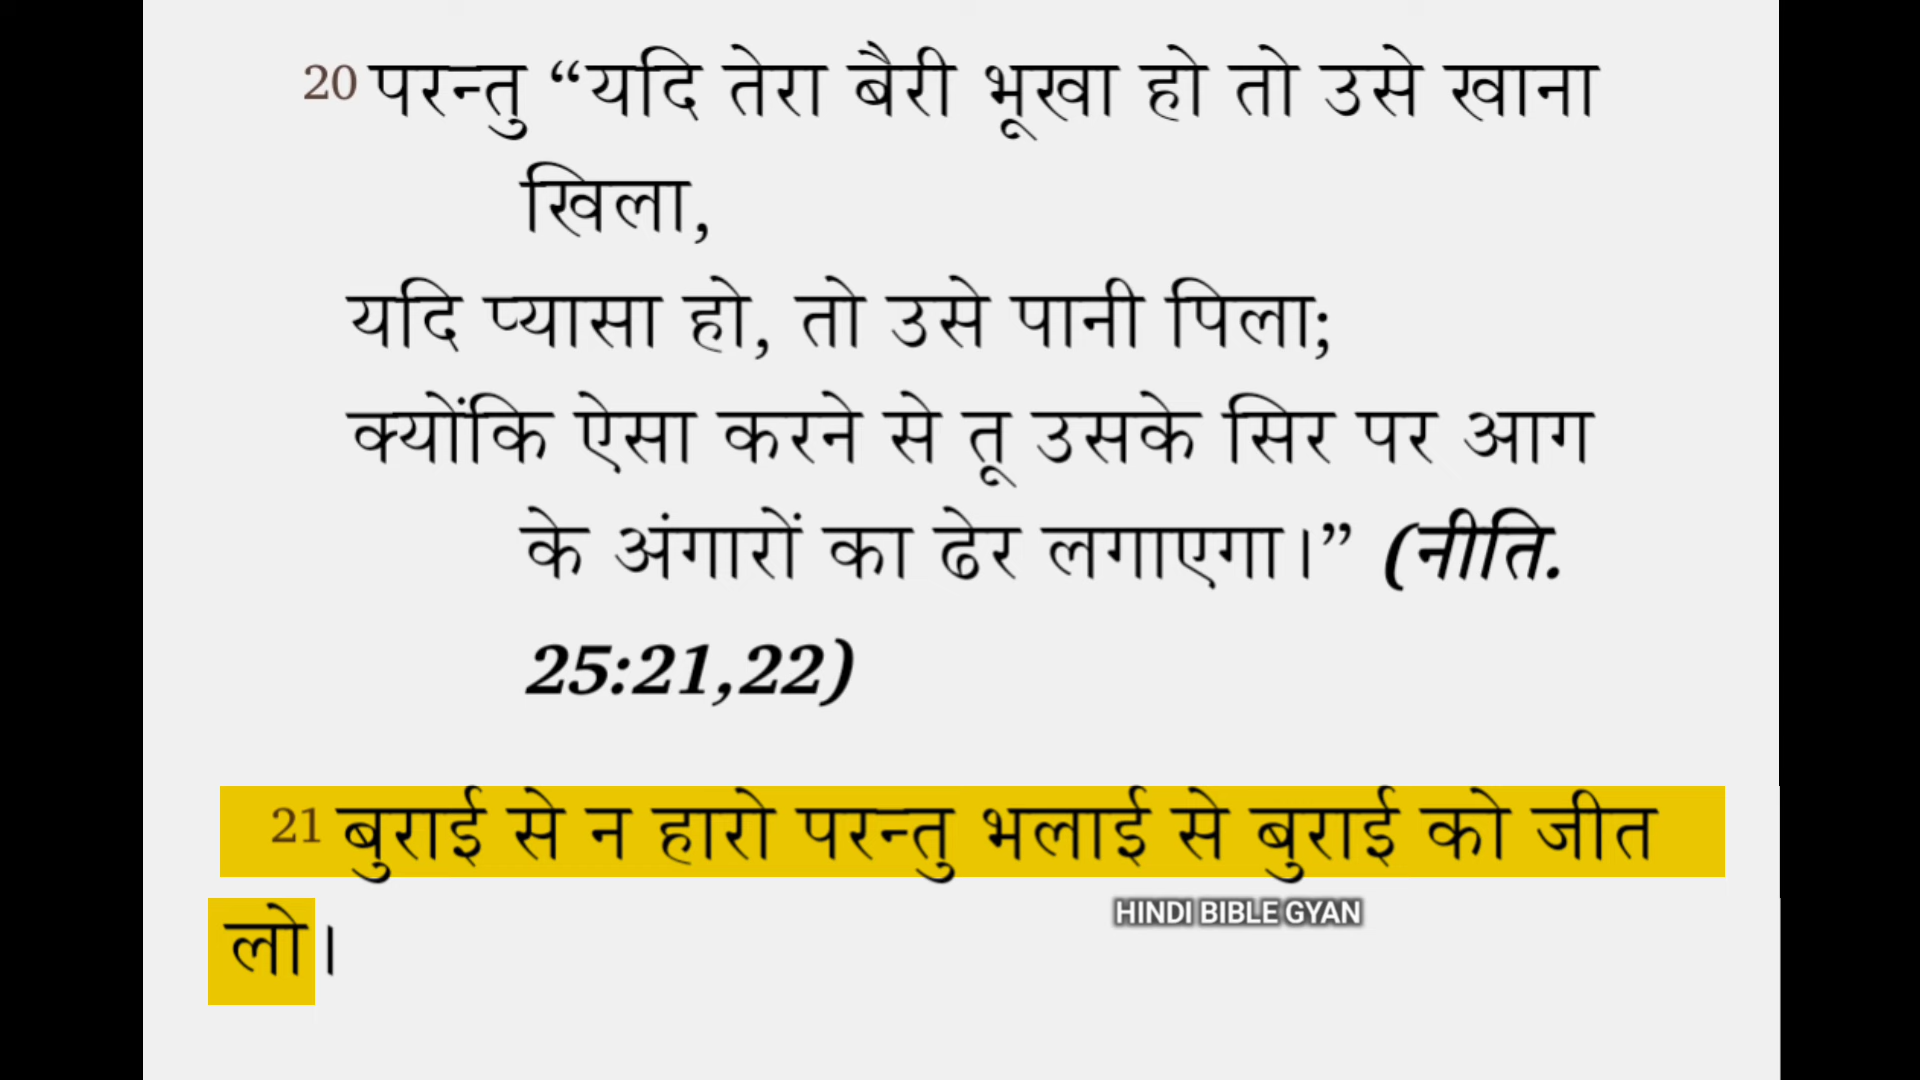 20 परन्तु “यदि तेरा बैरी भूखा हो तो उसे खाना
खिला,
यदि प्यासा हो, तो उसे पानी पिला;
क्योंकि ऐसा करने से तू उसके सिर पर आग
के अंगारों का ढेर लगाएगा।” (नीति.
25:21,22)
21 बुराई से न हारो परन्तु भलाई से बुराई को जीत
लो।
HINDI BIBLE GYAN